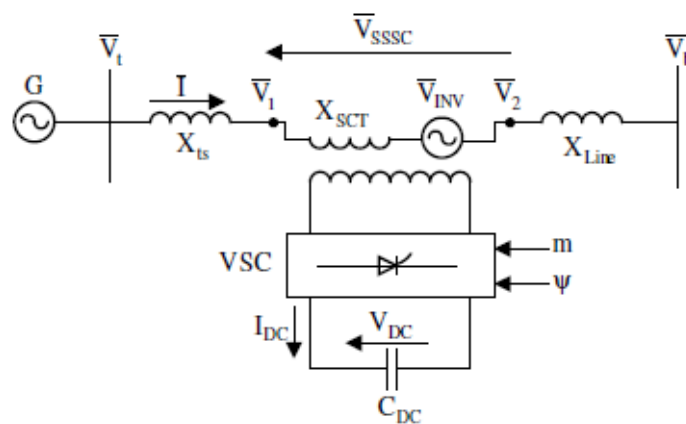 V̅SSSC
V̅t
I̅
V̅1
XSCT
V̅INV
V̅2
G
Xts
XLine
VSC
m
ψ
IDC
VDC
CDC